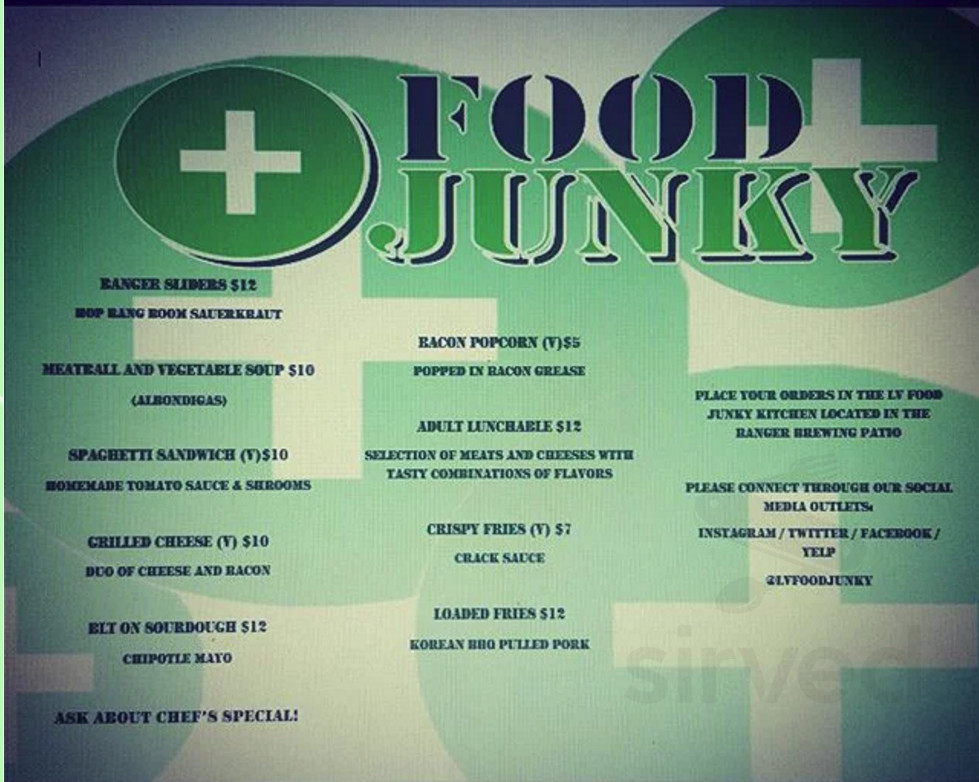 FOOD
JUNKY
BANGER SLIDERS $12
HOP BANG BOOM SAUERKRAUT
MEATBALL AND VEGETABLE SOUP $10
(ALBONDIGAS)
SPAGHETTI SANDWICH (V)$10
HOMEMADE TOMATO SAUCE & SHROOMS
GRILLED CHEESE (V) $10
DUO OF CHEESE AND BACON
BLT ON SOURDOUGH $12
CHIPOTLE MAYO
ASK ABOUT CHEF'S SPECIAL!
BACON POPCORN (V)$5
POPPED IN BACON GREASE
ADULT LUNCHABLE $12
SELECTION OF MEATS AND CHEESES WITH
TASTY COMBINATIONS OF FLAVORS
CRISPY FRIES (V) $7
CRACK SAUCE
LOADED FRIES $12
KOREAN BBQ PULLED PORK
PLACE YOUR ORDERS IN THE LV FOOD
JUNKY KITCHEN LOCATED IN THE
BANGER BREWING PATIO
PLEASE CONNECT THROUGH OUR SOCIAL
MEDIA OUTLETS:
INSTAGRAM / TWITTER / FACEBOOK /
YELP
@LVFOODJUNKY
sirved